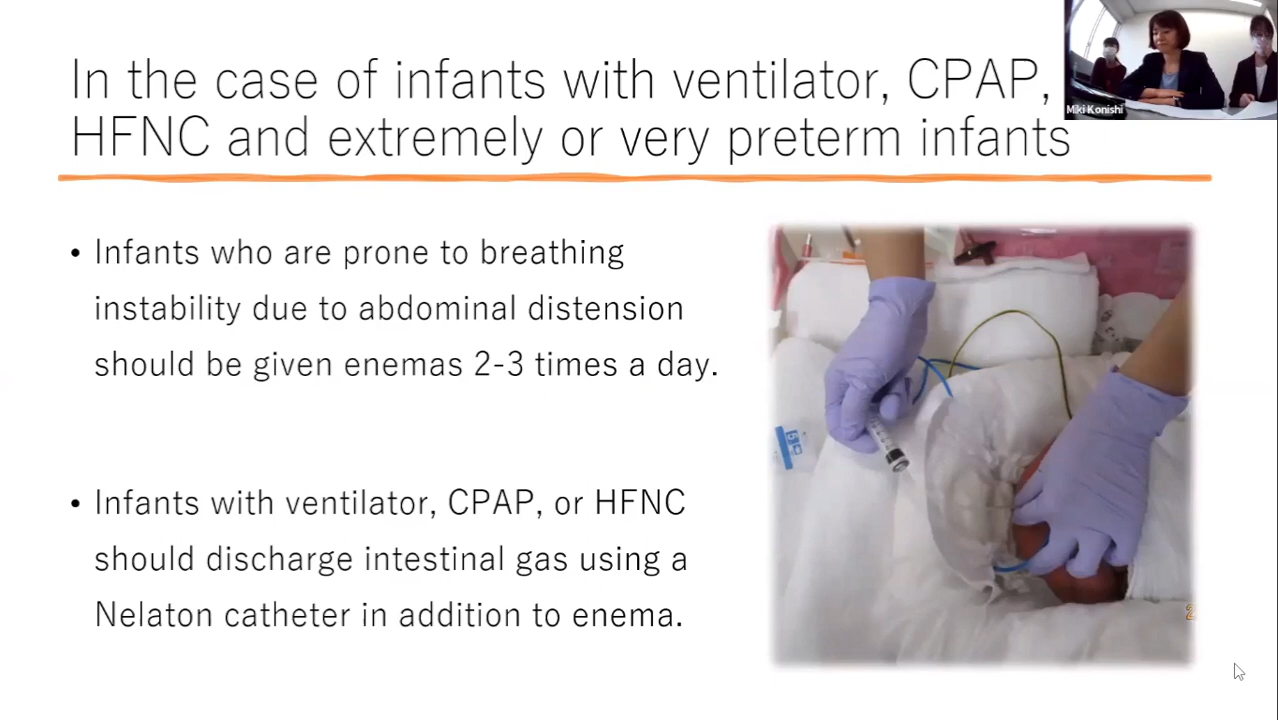 In the case of infants with ventilator, CPAP,
HFNC and extremely or very preterm infants
Miki Konishi
• Infants who are prone to breathing
instability due to abdominal distension
should be given enemas 2-3 times a day.
• Infants with ventilator, CPAP, or HFNC
should discharge intestinal gas using a
Nelaton catheter in addition to enema.